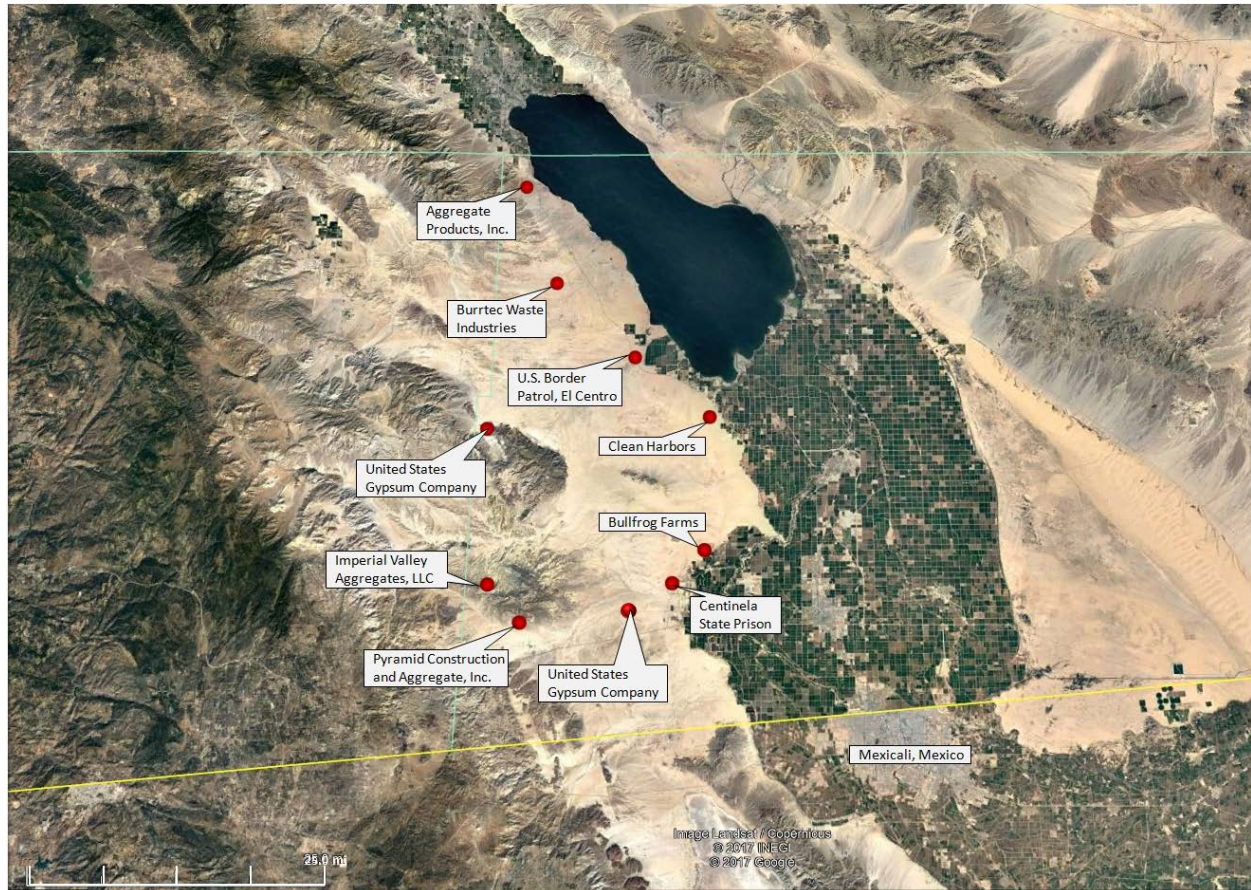 Aggregate
Products, Inc.
Burrtec Waste
Industries
U.S. Border
Patrol, El Centro
Clean Harbors
United States
Gypsum Company
Bullfrog Farms
Imperial Valley
Aggregates, LLC
Centinela
State Prison
Pyramid Construction
and Aggregate, Inc.
United States
Gypsum Company
Mexicali, Mexico
Image Landsat / Copernicus
© 2017 INEGI
© 2017 Google
25.0 mi